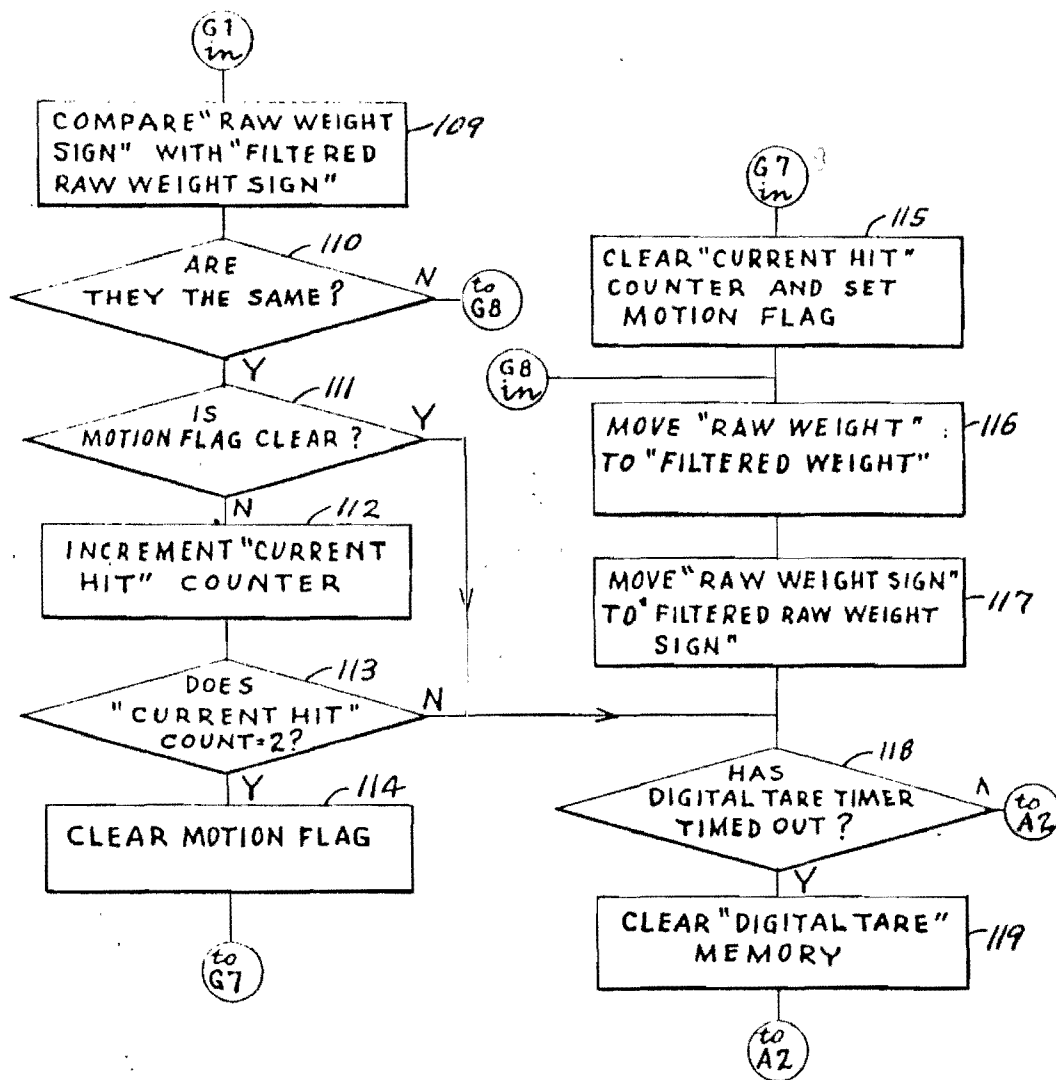 G1
in
COMPARE "RAW WEIGHT
SIGN" WITH "FILTERED
RAW WEIGHT SIGN"
109
ARE
THEY THE SAME?
110
N
to
G8
Y
IS
MOTION FLAG CLEAR?
111
Y
N
112
INCREMENT "CURRENT
HIT" COUNTER
DOES
"CURRENT HIT"
COUNT=2?
113
N
Y
114
CLEAR MOTION FLAG
to
G7
G7
in
115
CLEAR "CURRENT HIT"
COUNTER AND SET
MOTION FLAG
G8
in
MOVE "RAW WEIGHT"
TO "FILTERED WEIGHT"
116
MOVE "RAW WEIGHT SIGN"
TO "FILTERED RAW WEIGHT
SIGN"
117
HAS
DIGITAL TARE TIMER
TIMED OUT?
118
to
A2
Y
CLEAR "DIGITAL TARE"
MEMORY
119
to
A2